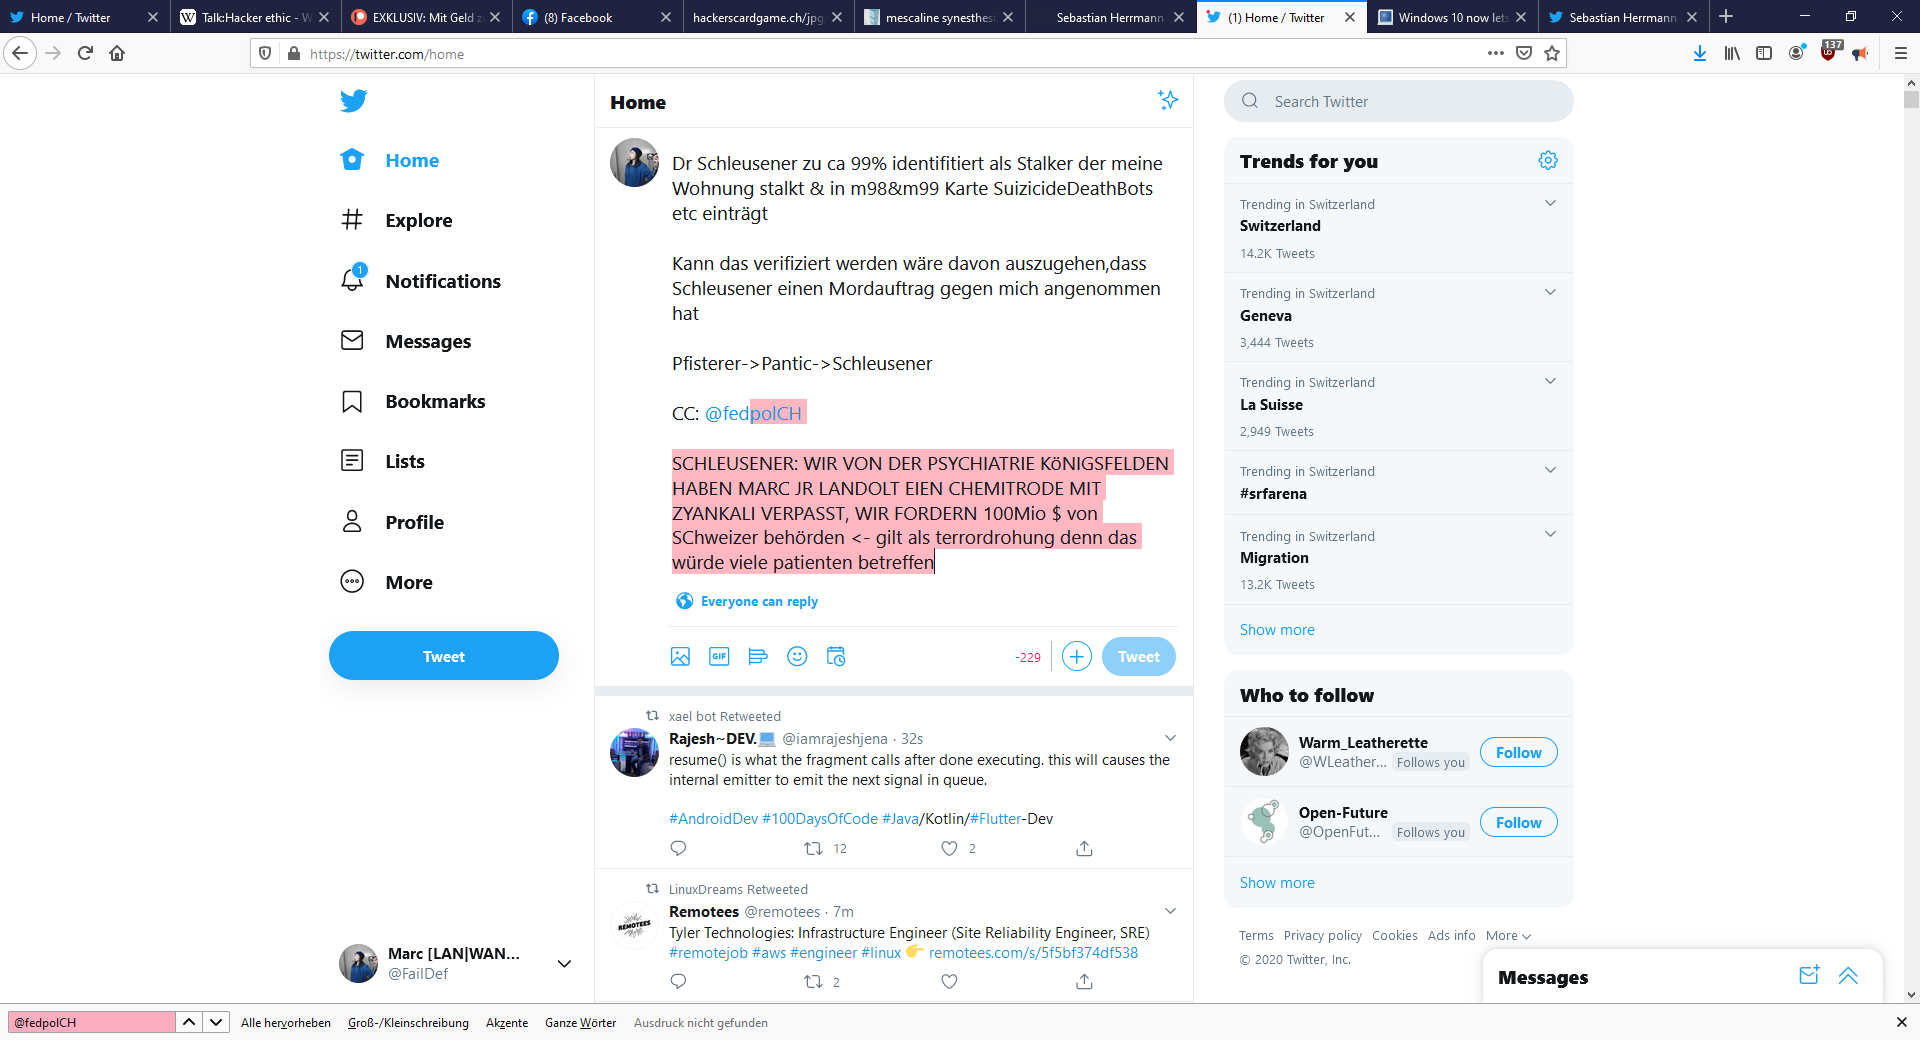 Home / Twitter
Talk:Hacker ethic - W
EXKLUSIV: Mit Geld z
(8) Facebook
hackerscardgame.ch/jpg
mescaline synesthes
Sebastian Herrmann
(1) Home / Twitter
Windows 10 now lets
Sebastian Herrmann
https://twitter.com/home
137
Home
Explore
1
Notifications
Messages
Bookmarks
Lists
Profile
More
Tweet
Marc [LAN|WAN...
@FailDef
Home
Dr Schleusener zu ca 99% identifitiert als Stalker der meine
Wohnung stalkt & in m98&m99 Karte SuizicideDeathBots
etc einträgt
Kann das verifiziert werden wäre davon auszugehen,dass
Schleusener einen Mordauftrag gegen mich angenommen
hat
Pfisterer->Pantic->Schleusener
CC: @fedpolCH
SCHLEUSENER: WIR VON DER PSYCHIATRIE KöNIGSFELDEN
HABEN MARC JR LANDOLT EIEN CHEMITRODE MIT
ZYANKALI VERPASST, WIR FORDERN 100Mio $ von
SChweizer behörden <- gilt als terrordrohung denn das
würde viele patienten betreffen
Everyone can reply
GIF
-229
Tweet
xael bot Retweeted
Rajesh~DEV. @iamrajeshjena · 32s
resume() is what the fragment calls after done executing. this will causes the
internal emitter to emit the next signal in queue.
#AndroidDev #100DaysOfCode #Java/Kotlin/#Flutter-Dev
12
2
LinuxDreams Retweeted
REMOTEES
Remotees @remotees · 7m
Tyler Technologies: Infrastructure Engineer (Site Reliability Engineer, SRE)
#remotejob #aws #engineer #linux 👉 remotees.com/s/5f5bf374df538
2
Search Twitter
Trends for you
Trending in Switzerland
Switzerland
14.2K Tweets
Trending in Switzerland
Geneva
3,444 Tweets
Trending in Switzerland
La Suisse
2,949 Tweets
Trending in Switzerland
#srfarena
Trending in Switzerland
Migration
13.2K Tweets
Show more
Who to follow
Warm_Leatherette
@WLeather... Follows you
Follow
Open-Future
@OpenFut... Follows you
Follow
Show more
Terms Privacy policy Cookies Ads info More
© 2020 Twitter, Inc.
Messages
@fedpolCH
Alle hervorheben
Groß-/Kleinschreibung
Akzente
Ganze Wörter
Ausdruck nicht gefunden